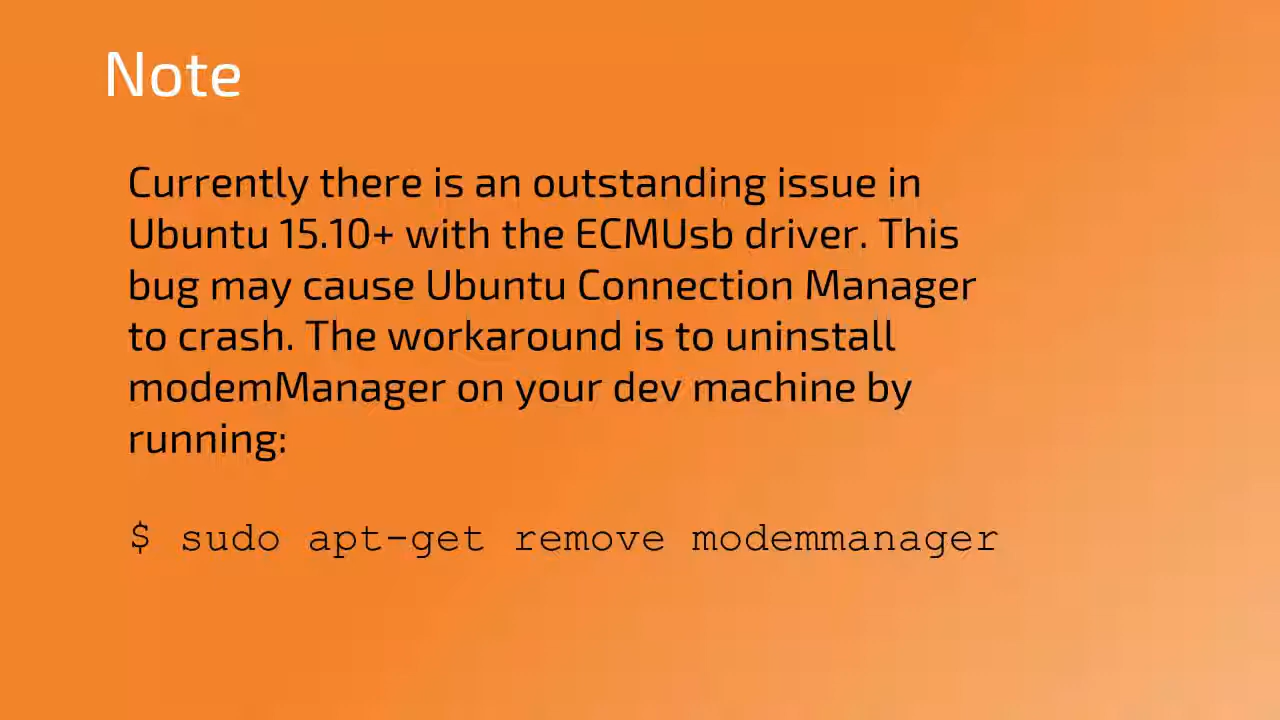 Note
Currently there is an outstanding issue in
Ubuntu 15.10+ with the ECMUsb driver. This
bug may cause Ubuntu Connection Manager
to crash. The workaround is to uninstall
modemManager on your dev machine by
running:
$ sudo apt-get remove modemmanager